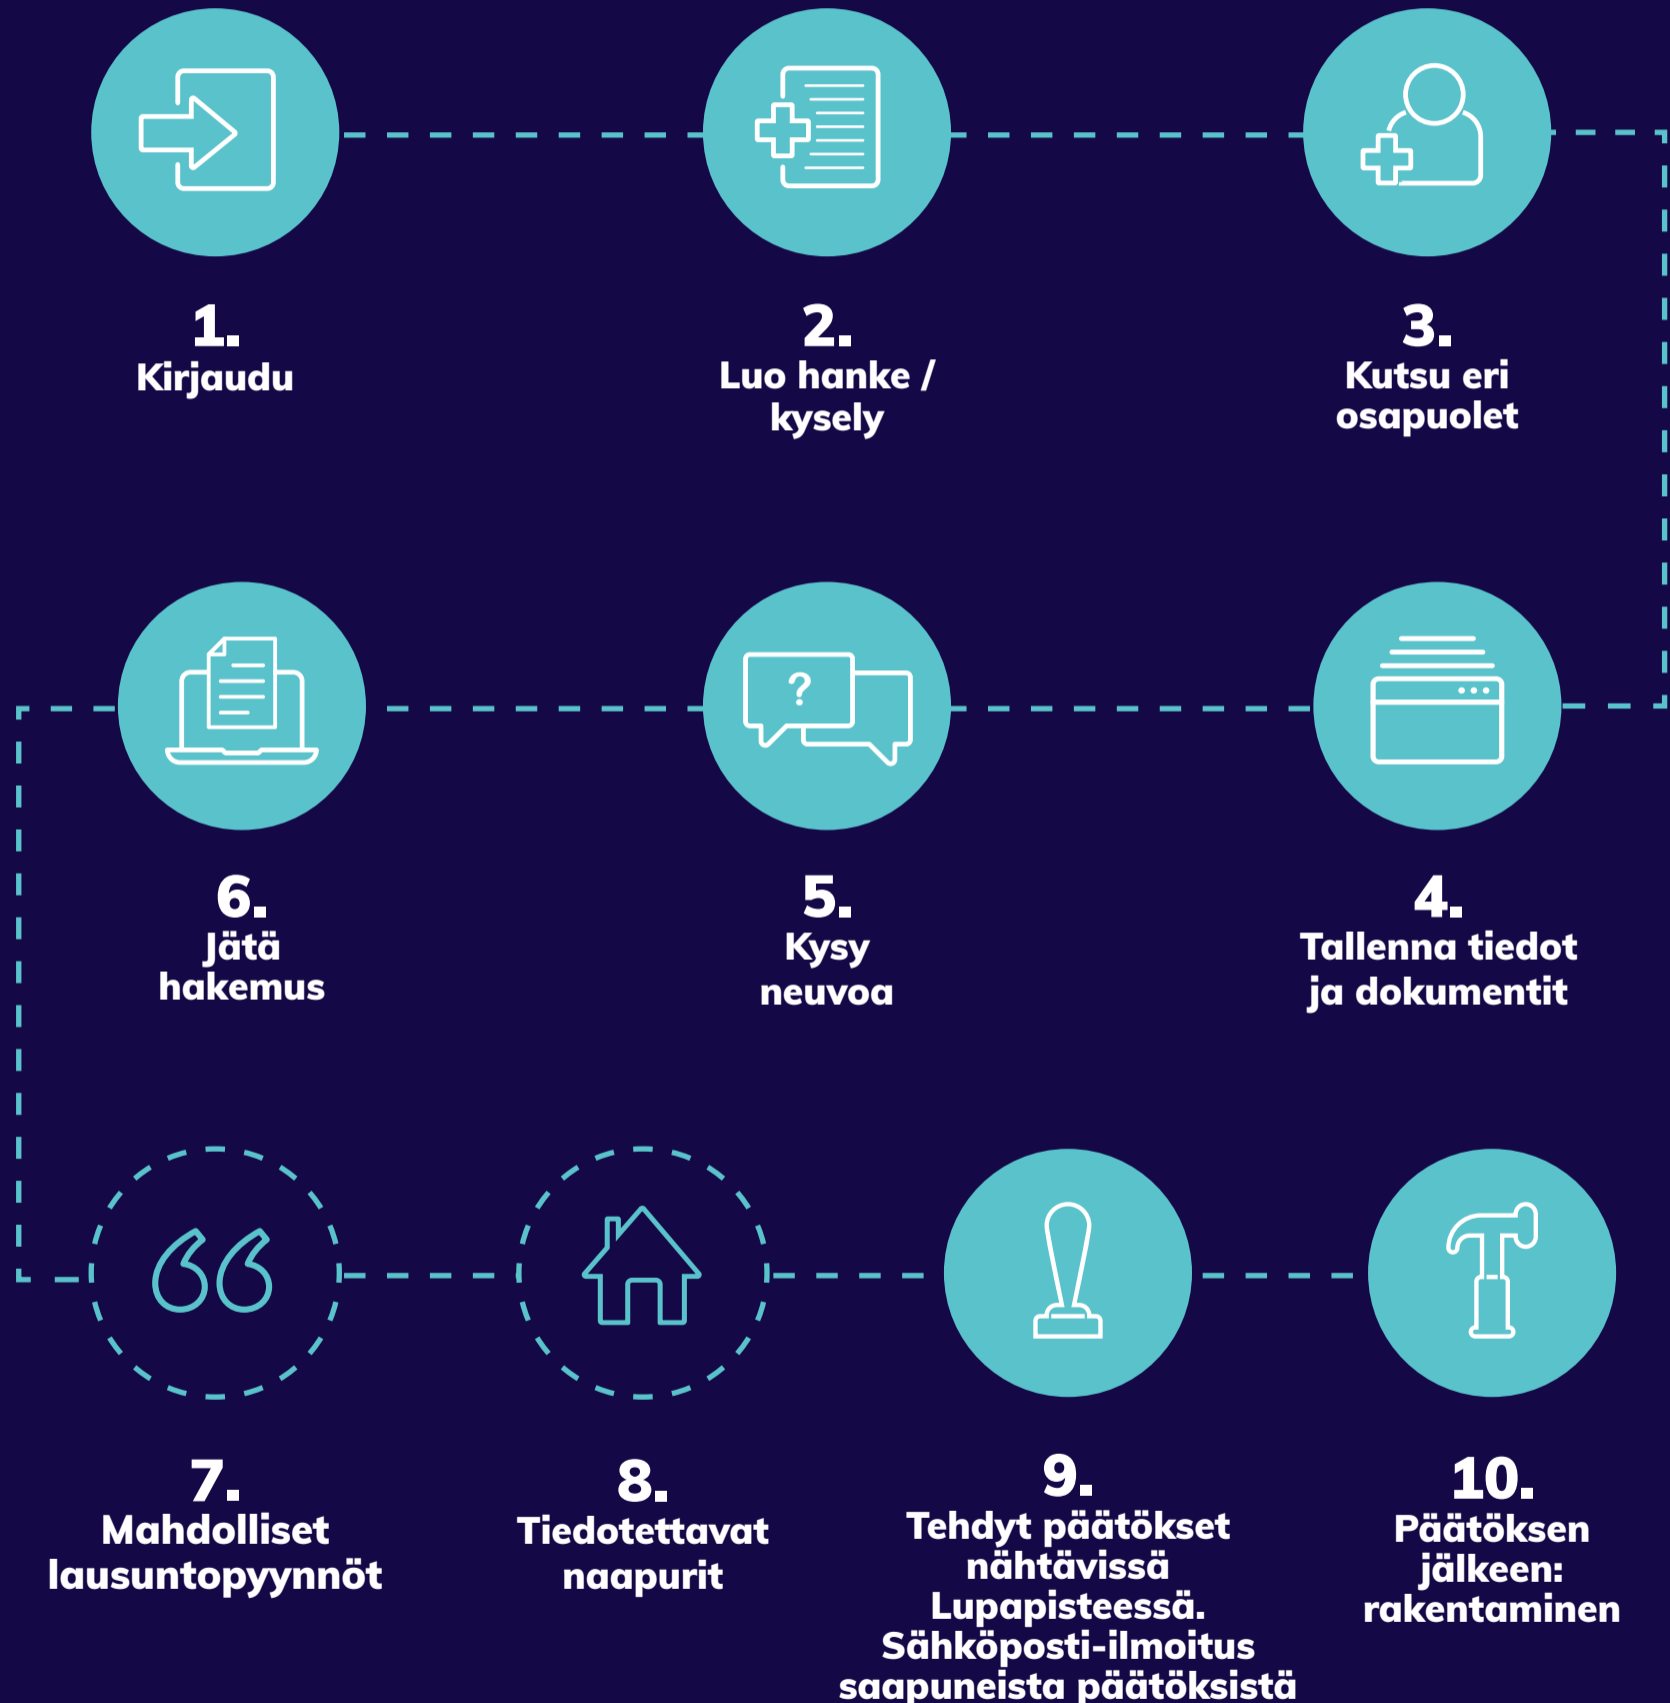 1.
Kirjaudu
2.
Luo hanke /
kysely
3.
Kutsu eri
osapuolet
4.
Tallenna tiedot
ja dokumentit
?
5.
Kysy
neuvoa
6.
Jätä
hakemus
7.
Mahdolliset
lausuntopyynnöt
8.
Tiedotettavat
naapurit
9.
Tehdyt päätökset
nähtävissä
Lupapisteessä.
Sähköposti-ilmoitus
saapuneista päätöksistä
10.
Päätöksen
jälkeen:
rakentaminen